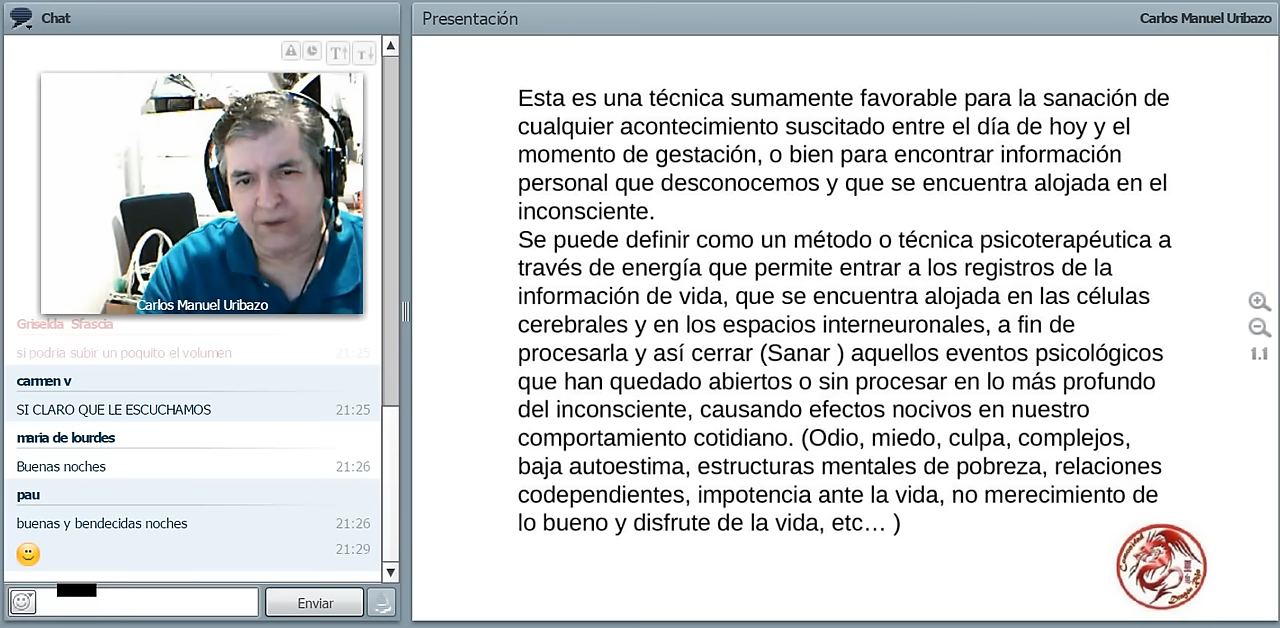 Chat
Carlos Manuel Uribazo
Griselda Sfascia
si podria subir un poquito el volumen 21:25
carmen v
SI CLARO QUE LE ESCUCHAMOS 21:25
maria de lourdes
Buenas noches 21:26
pau
buenas y bendecidas noches 21:26
21:29
Enviar
Presentación Carlos Manuel Uribazo
Esta es una técnica sumamente favorable para la sanación de
cualquier acontecimiento suscitado entre el día de hoy y el
momento de gestación, o bien para encontrar información
personal que desconocemos y que se encuentra alojada en el
inconsciente.
Se puede definir como un método o técnica psicoterapéutica a
través de energía que permite entrar a los registros de la
información de vida, que se encuentra alojada en las células
cerebrales y en los espacios interneuronales, a fin de
procesarla y así cerrar (Sanar ) aquellos eventos psicológicos
que han quedado abiertos o sin procesar en lo más profundo
del inconsciente, causando efectos nocivos en nuestro
comportamiento cotidiano. (Odio, miedo, culpa, complejos,
baja autoestima, estructuras mentales de pobreza, relaciones
codependientes, impotencia ante la vida, no merecimiento de
lo bueno y disfrute de la vida, etc… )
1.1
Comunidad
Dragón Rojo